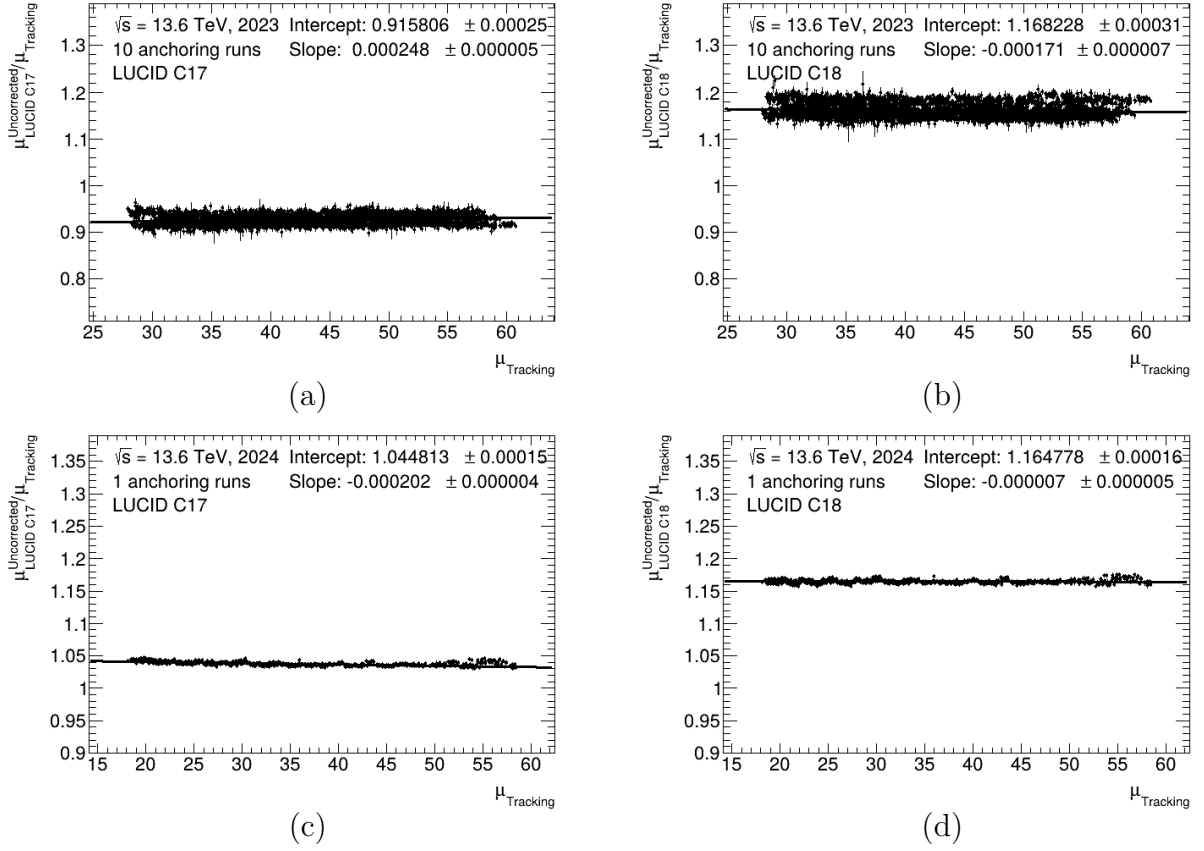 √s = 13.6 TeV, 2023 Intercept: 0.915806 ± 0.00025
10 anchoring runs Slope: 0.000248 ± 0.000005
LUCID C17
μ^Uncorrected_LUCID C17/μ_Tracking
1.3
1.2
1.1
1
0.9
0.8
25 30 35 40 45 50 55 60
μ_Tracking
(a)
√s = 13.6 TeV, 2023 Intercept: 1.168228 ± 0.00031
10 anchoring runs Slope: -0.000171 ± 0.000007
LUCID C18
μ^Uncorrected_LUCID C18/μ_Tracking
1.3
1.2
1.1
1
0.9
0.8
25 30 35 40 45 50 55 60
μ_Tracking
(b)
√s = 13.6 TeV, 2024 Intercept: 1.044813 ± 0.00015
1 anchoring runs Slope: -0.000202 ± 0.000004
LUCID C17
μ^Uncorrected_LUCID C17/μ_Tracking
1.35
1.3
1.25
1.2
1.15
1.1
1.05
1
0.95
0.9
15 20 25 30 35 40 45 50 55 60
μ_Tracking
(c)
√s = 13.6 TeV, 2024 Intercept: 1.164778 ± 0.00016
1 anchoring runs Slope: -0.000007 ± 0.000005
LUCID C18
μ^Uncorrected_LUCID C18/μ_Tracking
1.35
1.3
1.25
1.2
1.15
1.1
1.05
1
0.95
0.9
15 20 25 30 35 40 45 50 55 60
μ_Tracking
(d)